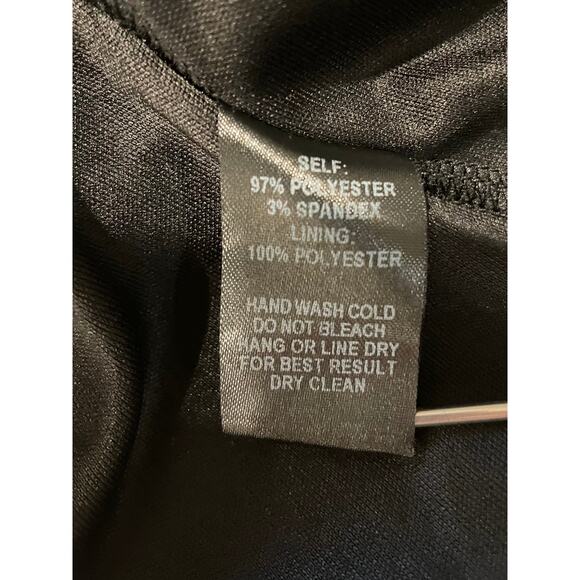 SELF:
97% POLYESTER
3% SPANDEX
LINING:
100% POLYESTER
HAND WASH COLD
DO NOT BLEACH
HANG OR LINE DRY
FOR BEST RESULT
DRY CLEAN